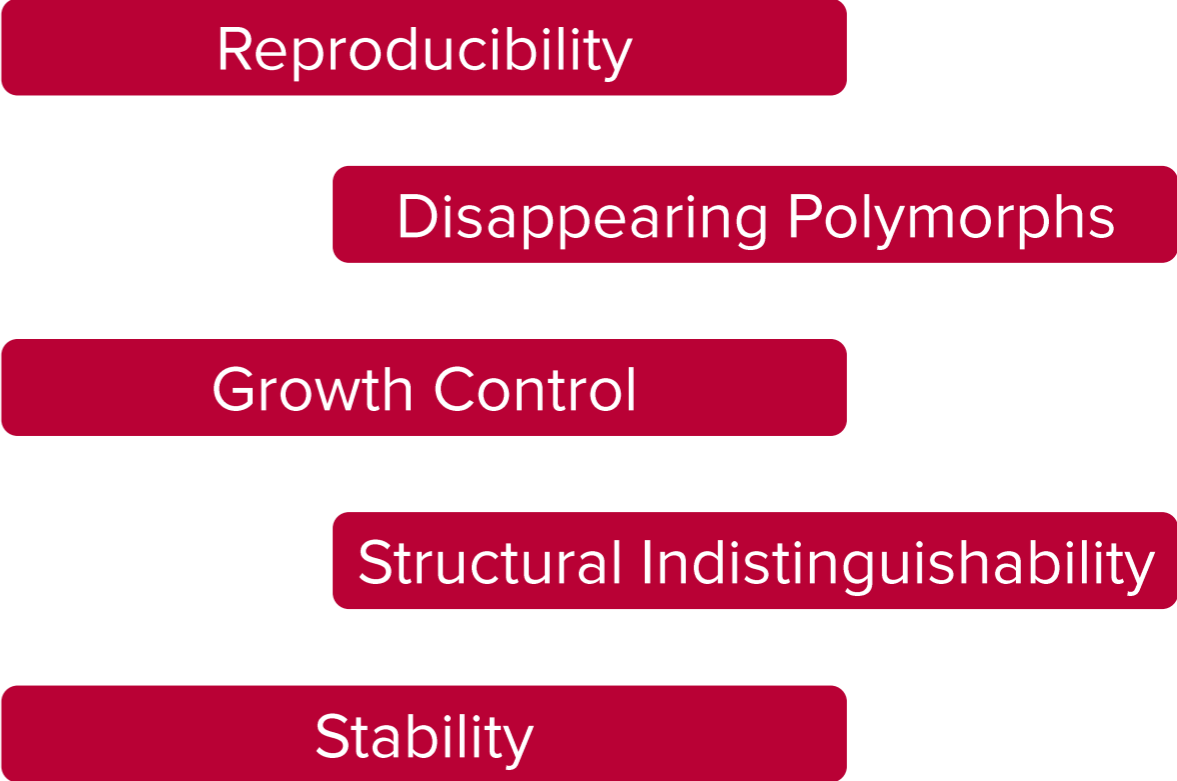 Reproducibility
Disappearing Polymorphs
Growth Control
Structural Indistinguishability
Stability